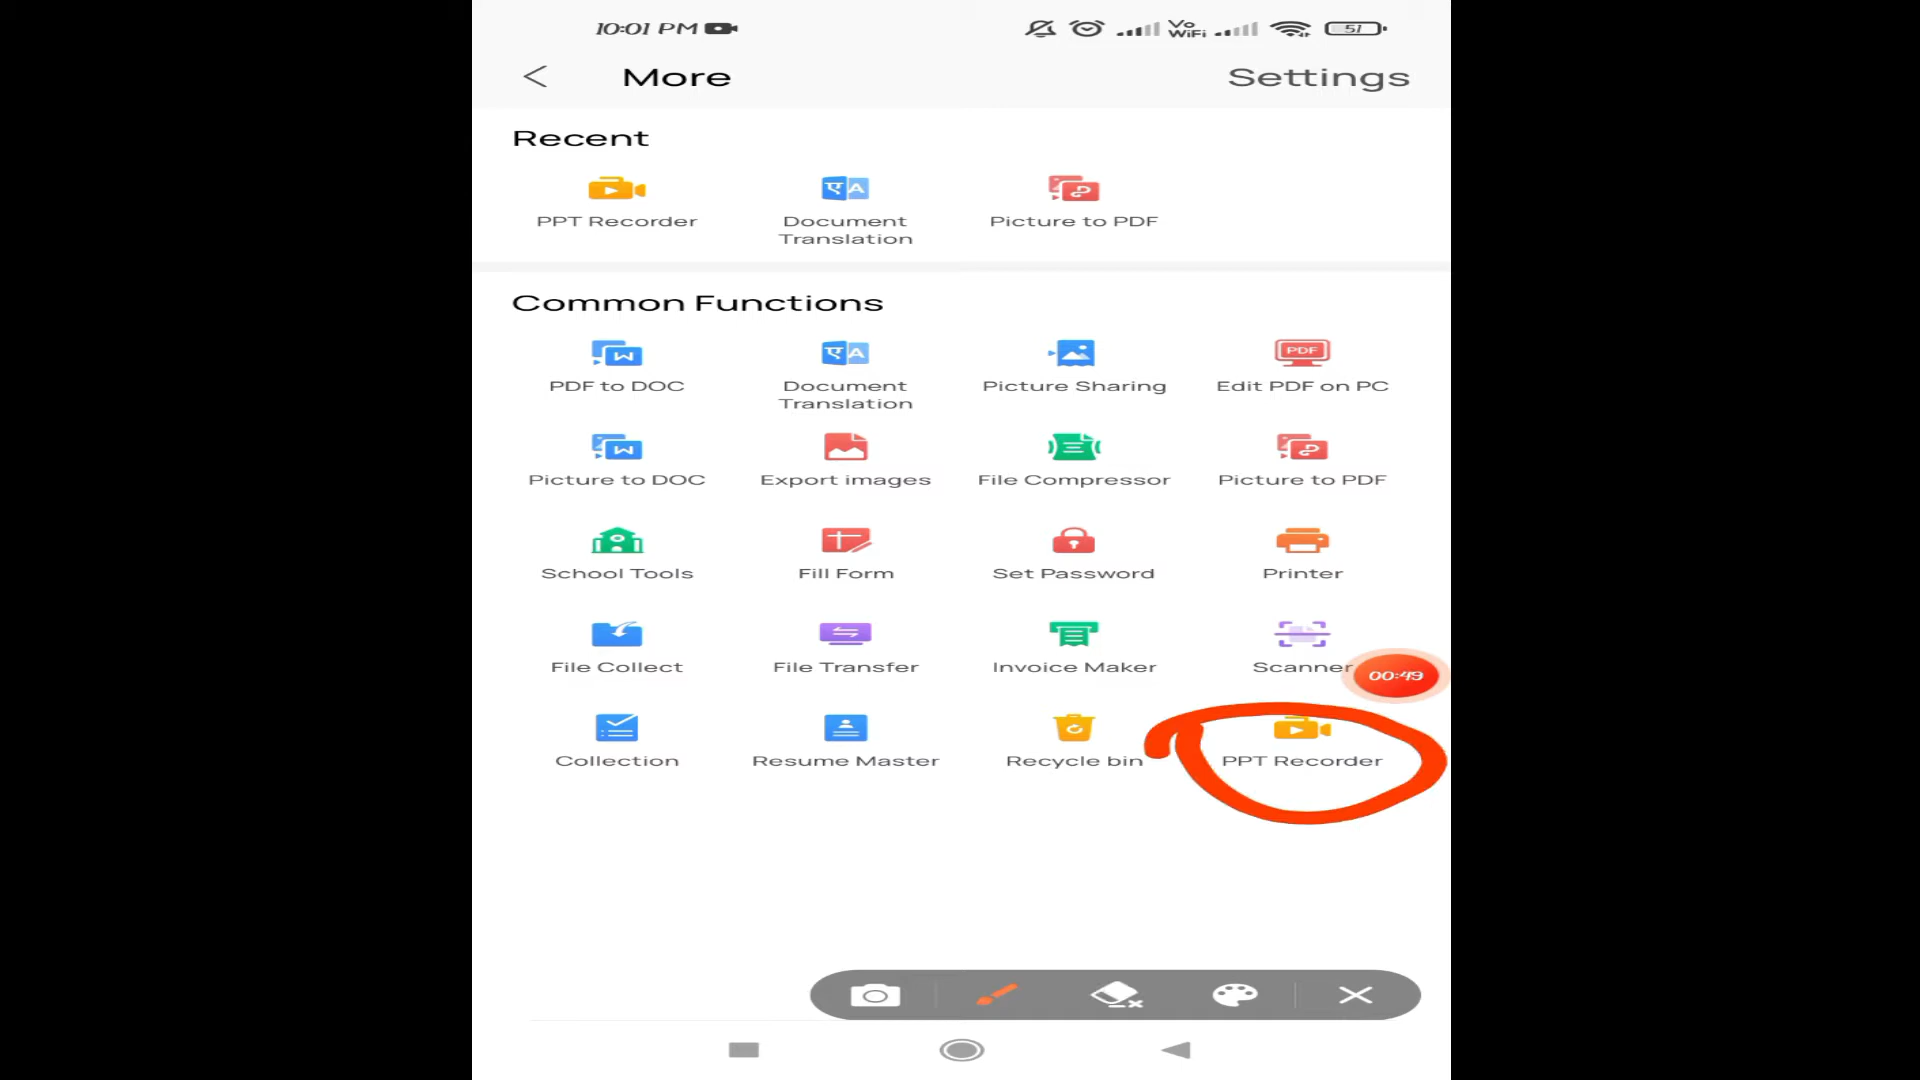 10:01 PM
Vo
WiFi
51
More
Settings
Recent
PPT Recorder
ए A
Document
Translation
Picture to PDF
Common Functions
W
PDF to DOC
ए A
Document
Translation
Picture Sharing
PDF
Edit PDF on PC
W
Picture to DOC
Export images
File Compressor
Picture to PDF
School Tools
Fill Form
Set Password
Printer
File Collect
File Transfer
Invoice Maker
Scanner
00:49
Collection
Resume Master
Recycle bin
PPT Recorder